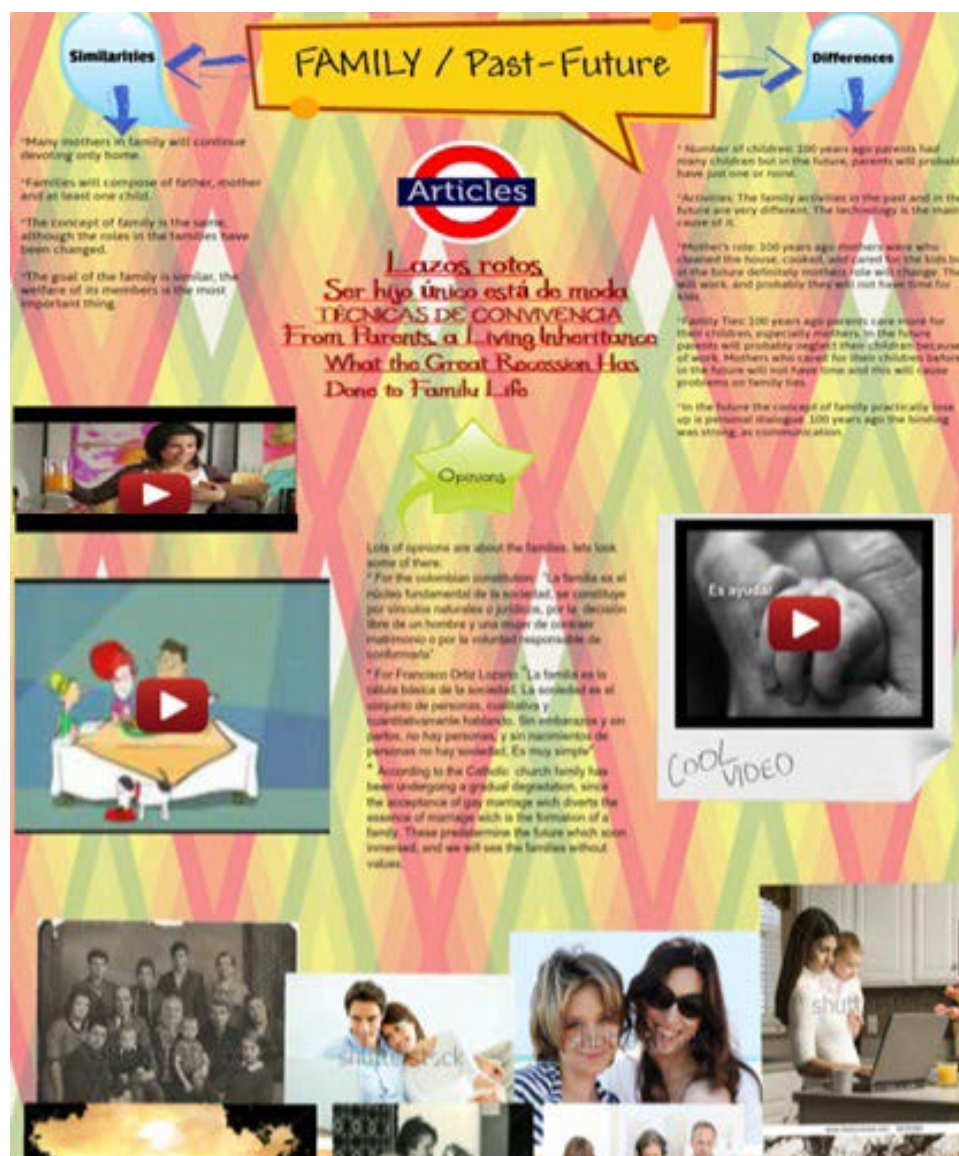 FAMILY / Past-Future
Similarities
*Many mothers in family will continue
devoting only home.
*Families will compose of father, mother
and at least one child.
*The concept of family is the same,
although the roles in the families have
been changed.
*The goal of the family is similar, the
welfare of its members is the most
important thing.
Articles
Lazos rotos
Ser hijo único está de moda
TÉCNICAS DE CONVIVENCIA
From Parents, a Living Inheritance
What the Great Recession Has
Done to Family Life
Differences
* Number of children: 100 years ago parents had
many children but in the future, parents will probabl
have just one or none.
*Activities: The family activities in the past and in the
future are very different. The technology is the main
cause of it.
*Mother's role: 100 years ago mothers were who
cleaned the house, cooked, and cared for the kids bu
in the future definitely mothers role will change. The
will work, and probably they will not have time for
kids.
*Family Ties: 100 years ago parents care more for
their children, especially mothers, in the future
parents will probably neglect their children because
of work. Mothers who cared for their children before
in the future will not have time and this will cause
problems on family ties.
*In the future the concept of family practically lose
up is personal dialogue. 100 years ago the binding
was strong, as communication.
Opinions
Lots of opinions are about the families. lets look
some of there:
* For the colombian constitution: "La familia es el
núcleo fundamental de la sociedad, se constituye
por vínculos naturales o jurídicos, por la decisión
libre de un hombre y una mujer de contraer
matrimonio o por la voluntad responsable de
conformarla"
* For Francisco Ortiz Lozano "La familia es la
célula básica de la sociedad. La sociedad es el
conjunto de personas, cualitativa y
cuantitativamente hablando. Sin embarazos y sin
partos, no hay personas, y sin nacimientos de
personas no hay sociedad. Es muy simple"
* According to the Catholic church family has
been undergoing a gradual degradation, since
the acceptance of gay marriage wich diverts the
essence of marriage wich is the formation of a
family. These predetermine the future which soon
inmersed, and we will see the families without
values.
Es ayudar
COOL
VIDEO
shutterstock
shutt